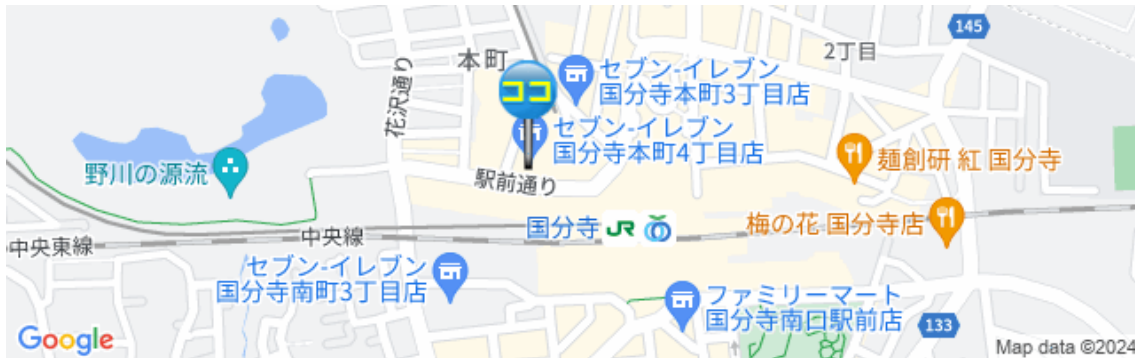 145
2丁目
本町
セブン-イレブン
国分寺本町3丁目店
ココ
花沢通り
セブン-イレブン
国分寺本町4丁目店
麺創研 紅 国分寺
野川の源流
駅前通り
国分寺 JR
梅の花 国分寺店
中央線
中央東線
セブン-イレブン
国分寺南町3丁目店
ファミリーマート
国分寺南口駅前店
133
Google
Map data ©2024